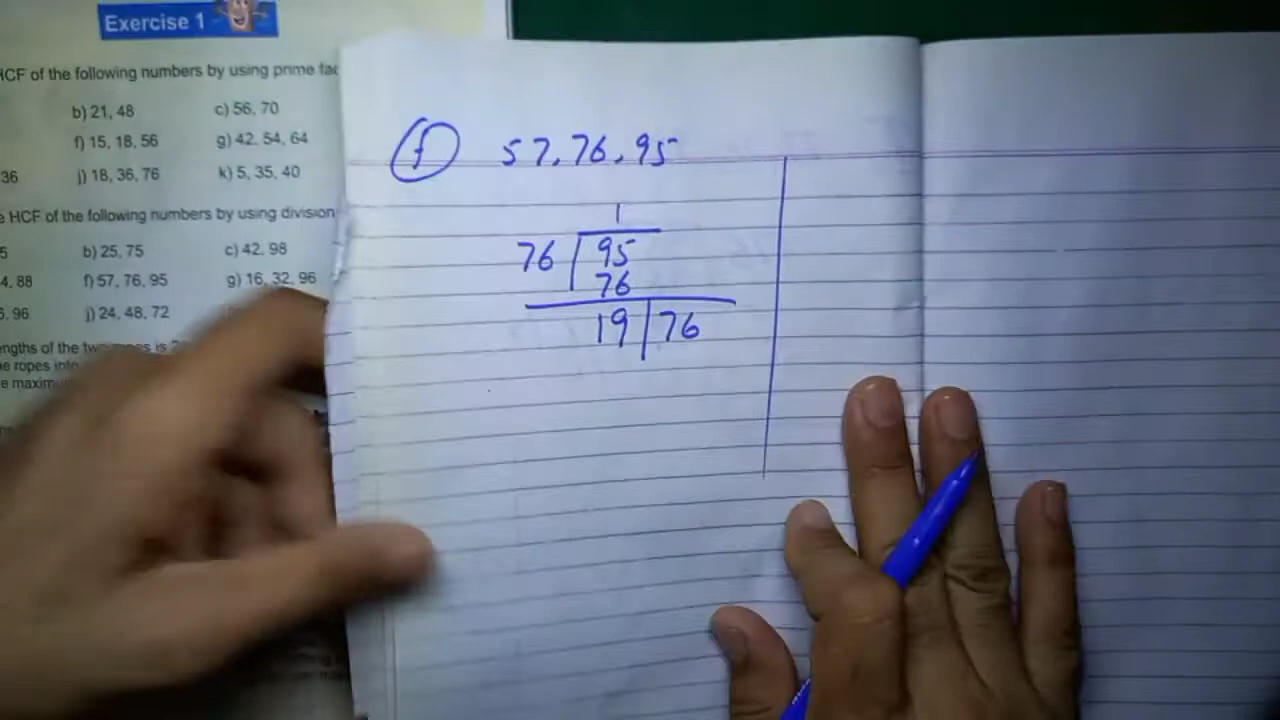 Exercise 1
HCF of the following numbers by using prime fac
b) 21, 48 c) 56, 70
f) 15, 18, 56 g) 42, 54, 64
36 j) 18, 36, 76 k) 5, 35, 40
e HCF of the following numbers by using division
5 b) 25, 75 c) 42, 98
4, 88 f) 57, 76, 95 g) 16, 32, 96
6, 96 j) 24, 48, 72
engths of the two
is 2
e ropes into
e maximu
f 57, 76, 95
1
76 95
76
19 76